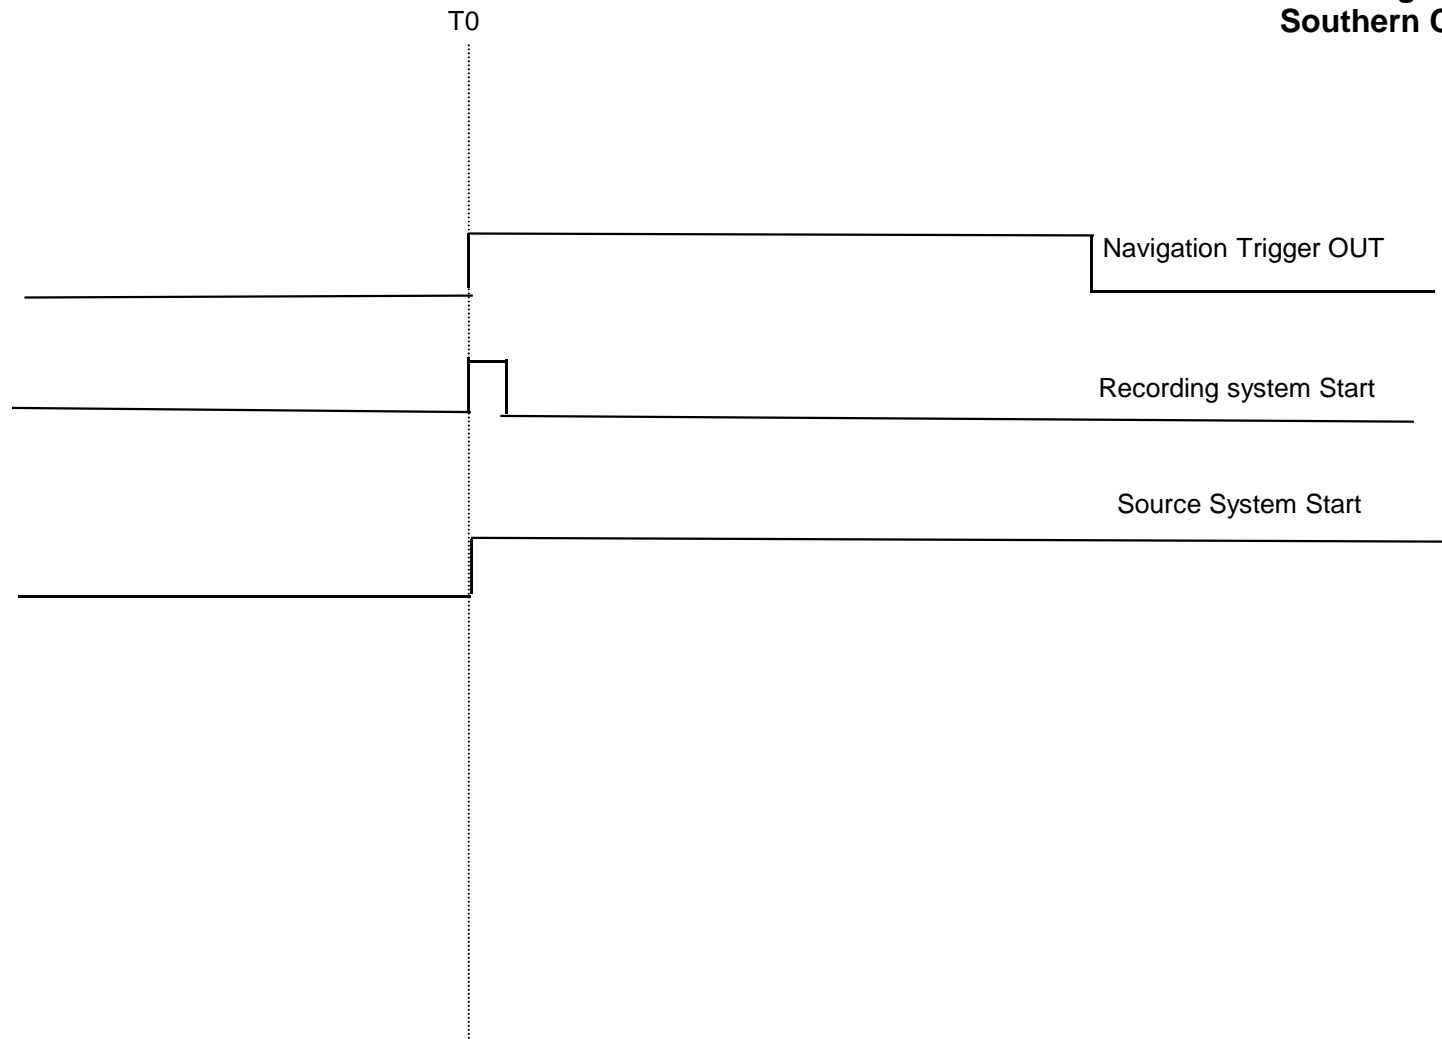 T0
Southern
Navigation Trigger OUT
Recording system Start
Source System Start